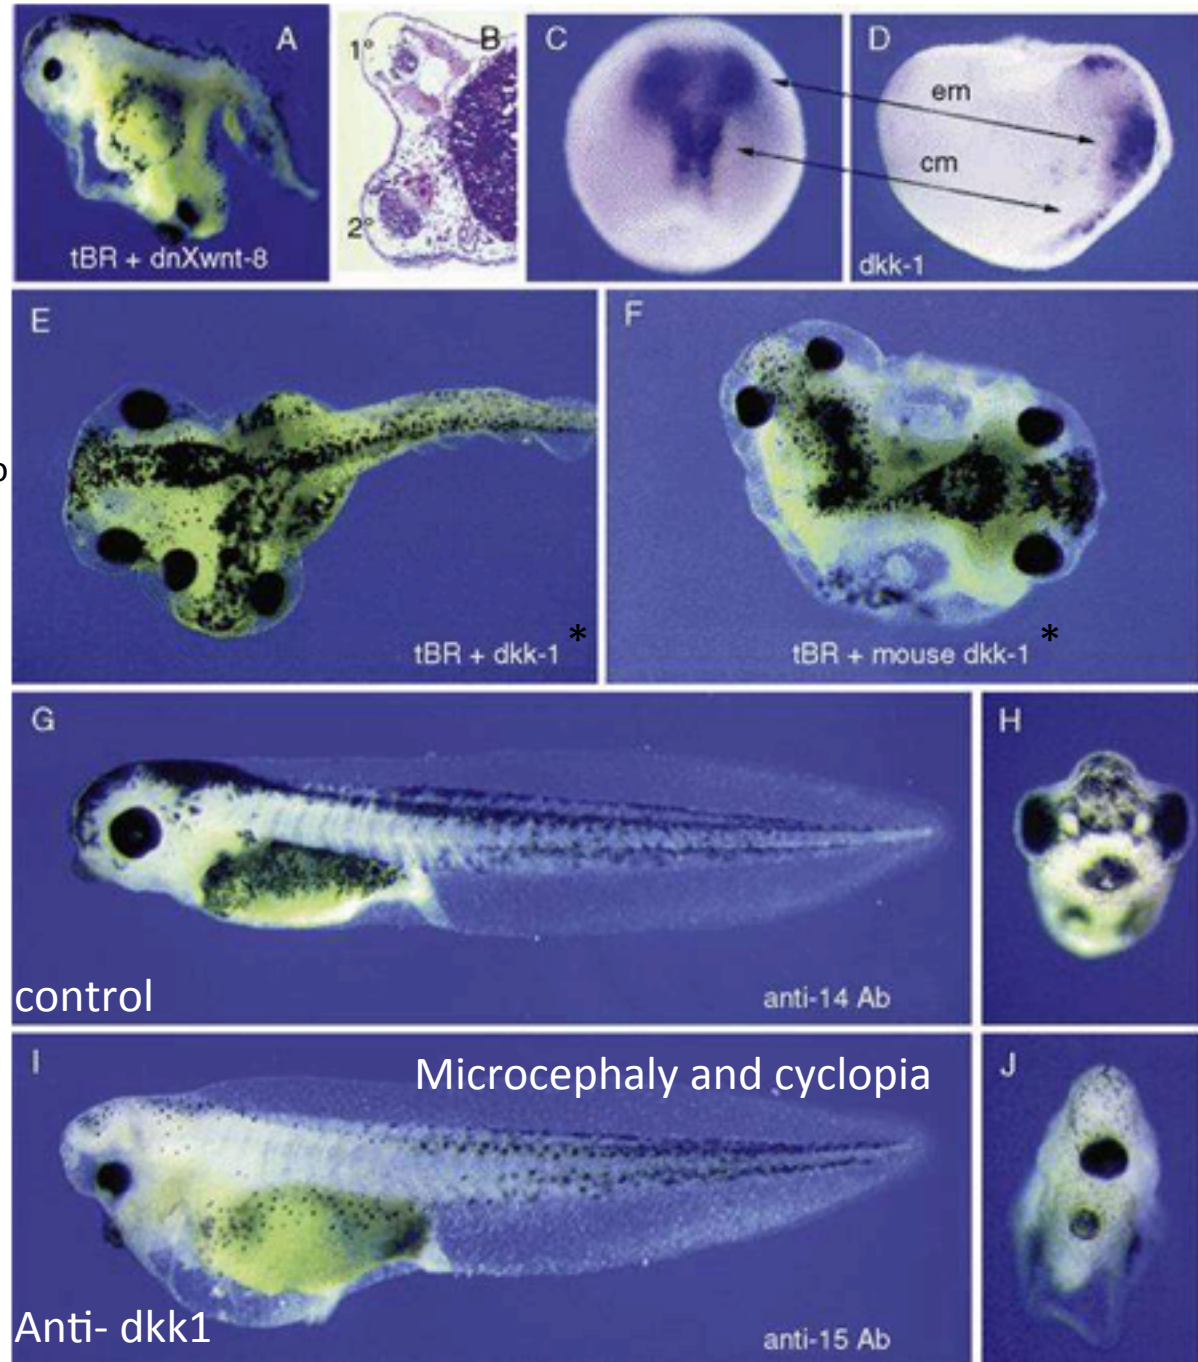 A
tBR + dnXwnt-8
B
1°
2°
C
D
em
cm
dkk-1
E
tBR + dkk-1 *
F
tBR + mouse dkk-1 *
G
control
anti-14 Ab
H
I
Microcephaly and cyclopia
Anti- dkk1
anti-15 Ab
J